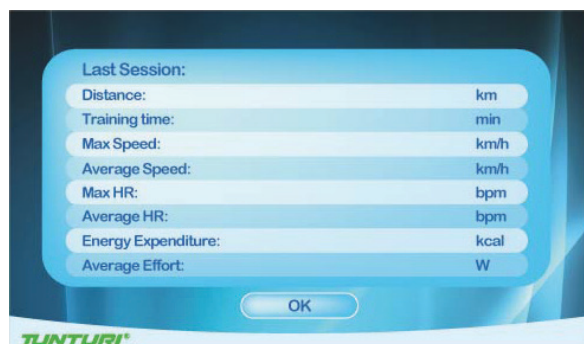 Last Session:
Distance: km
Training time: min
Max Speed: km/h
Average Speed: km/h
Max HR: bpm
Average HR: bpm
Energy Expenditure: kcal
Average Effort: W
OK
TUNTURI®